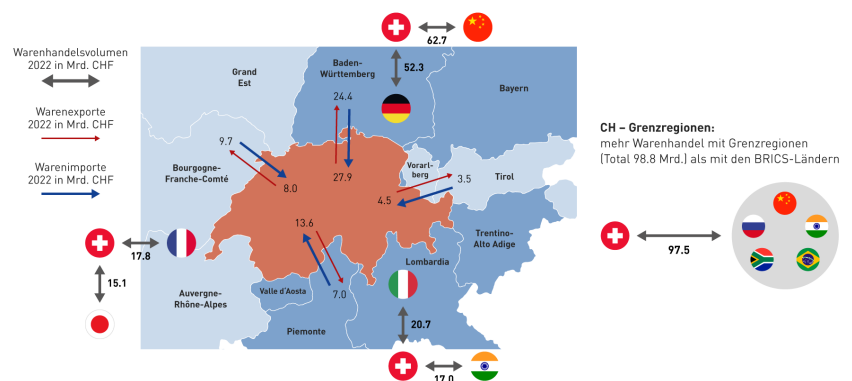 Warenhandelsvolumen
2022 in Mrd. CHF
Warenexporte
2022 in Mrd. CHF
Warenimporte
2022 in Mrd. CHF
62.7
52.3
Grand
Est
Baden-
Württemberg
Bayern
24.4
27.9
9.7
8.0
Bourgogne-
Franche-Comté
Vorarl-
berg
Tirol
3.5
4.5
13.6
7.0
Trentino-
Alto Adige
Lombardia
Valle d'Aosta
Piemonte
Auvergne-
Rhône-Alpes
17.8
15.1
20.7
17.0
CH – Grenzregionen:
mehr Warenhandel mit Grenzregionen
(Total 98.8 Mrd.) als mit den BRICS-Ländern
97.5